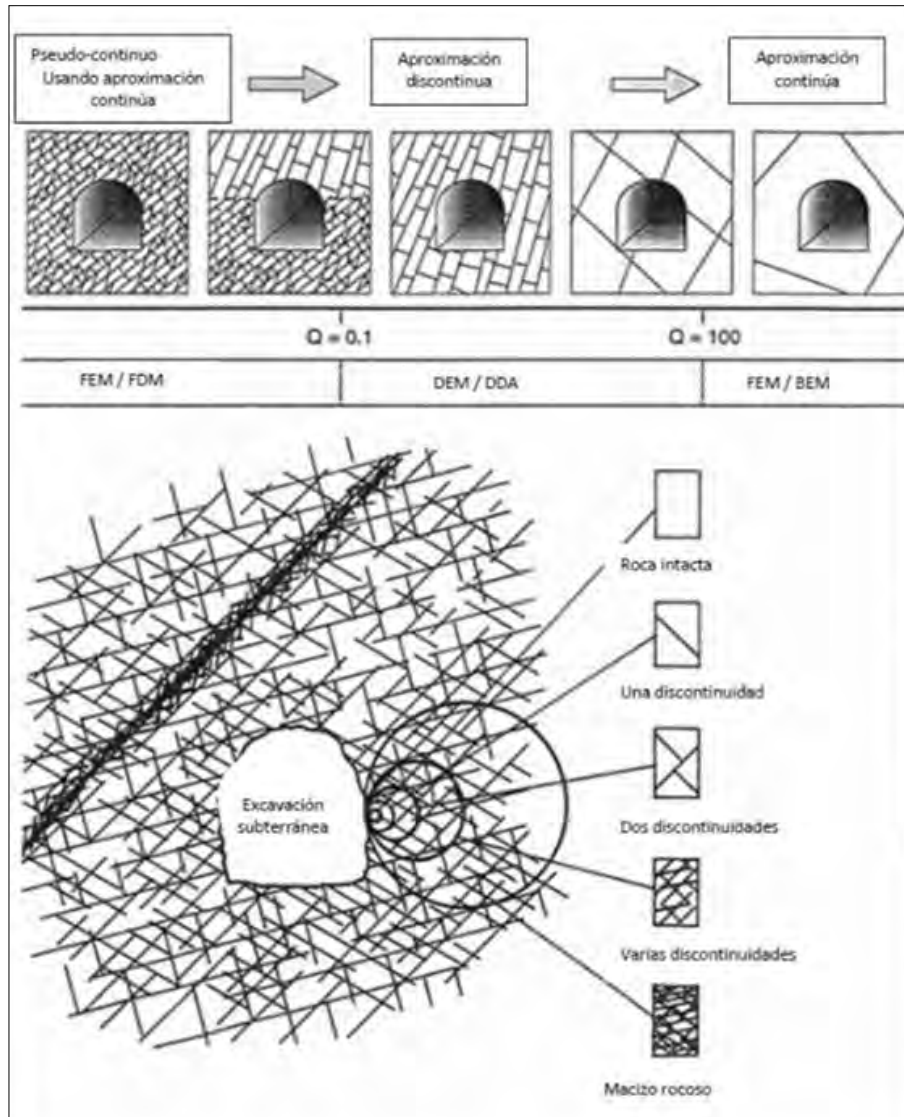 Pseudo-continuo
Usando aproximación
continúa
Aproximación
discontinua
Aproximación
continúa
Q = 0.1
Q = 100
FEM / FDM
DEM / DDA
FEM / BEM
Roca intacta
Una discontinuidad
Excavación
subterránea
Dos discontinuidades
Varias discontinuidades
Macizo rocoso